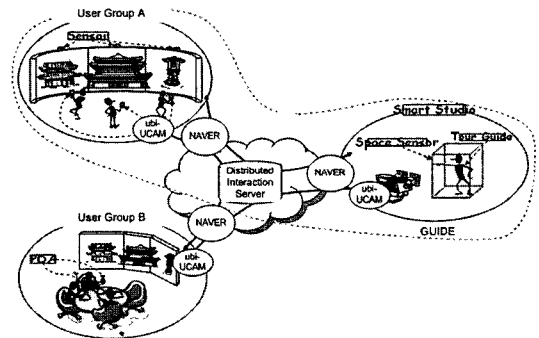 User Group A
Sensor
ubi-
UCAM
NAVER
Distributed
Interaction
Server
NAVER
Smart Studio
Space Sensor
Tour Guide
ubi-
UCAM
GUIDE
User Group B
NAVER
ubi-
UCAM
PDA